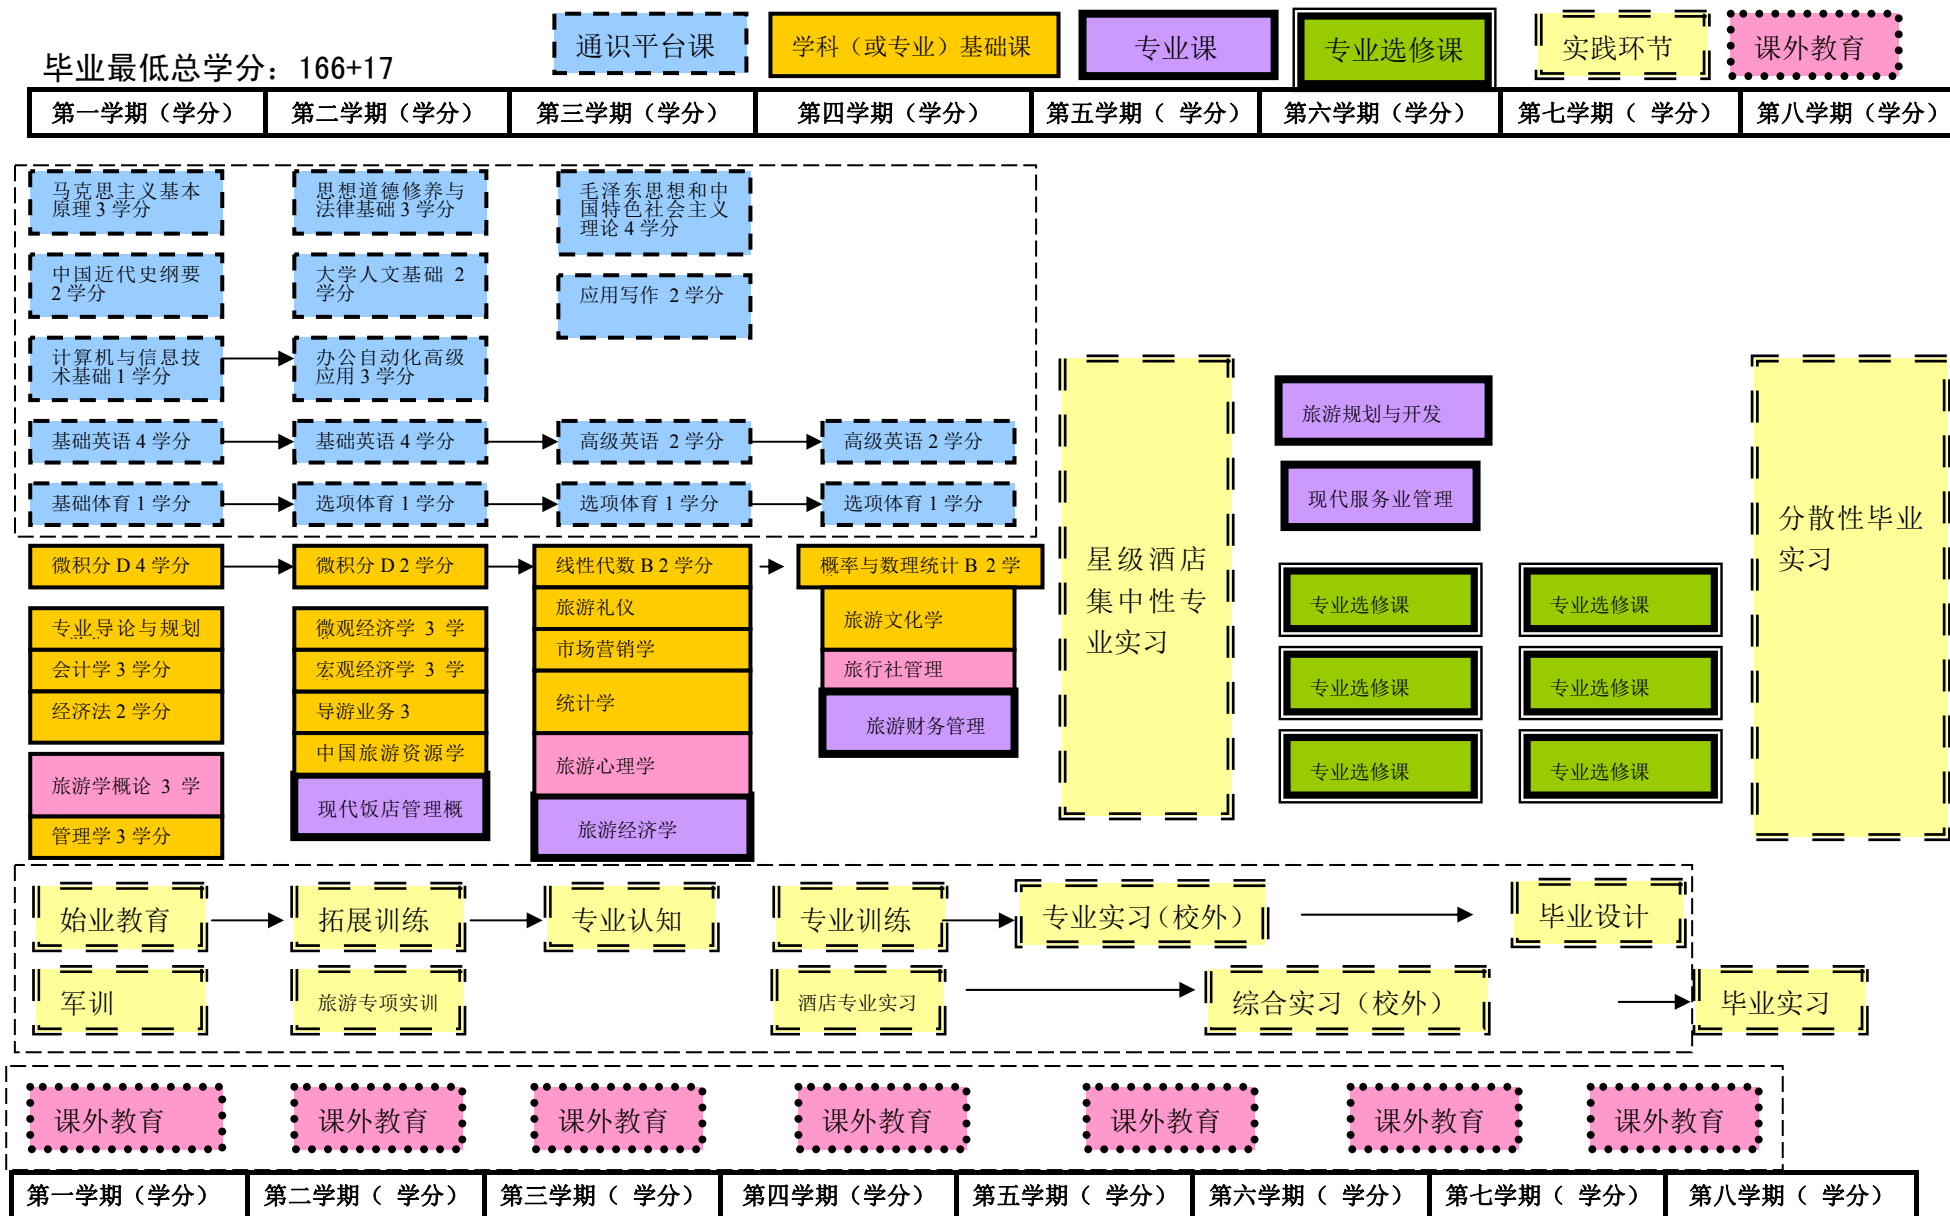 通识平台课
学科（或专业）基础课
专业课
专业选修课
实践环节
课外教育
毕业最低总学分：166+17
第一学期（学分）
第二学期（学分）
第三学期（学分）
第四学期（学分）
第五学期（ 学分）
第六学期（学分）
第七学期（ 学分）
第八学期（学分）
马克思主义基本
原理 3 学分
思想道德修养与
法律基础 3 学分
毛泽东思想和中
国特色社会主义
理论 4 学分
中国近代史纲要
2 学分
大学人文基础 2
学分
应用写作 2 学分
计算机与信息技
术基础 1 学分
办公自动化高级
应用 3 学分
基础英语 4 学分
基础英语 4 学分
高级英语 2 学分
高级英语 2 学分
基础体育 1 学分
选项体育 1 学分
选项体育 1 学分
选项体育 1 学分
微积分 D 4 学分
微积分 D 2 学分
线性代数 B 2 学分
概率与数理统计 B 2 学
专业导论与规划
会计学 3 学分
经济法 2 学分
旅游学概论 3 学
管理学 3 学分
微观经济学 3 学
宏观经济学 3 学
导游业务 3
中国旅游资源学
现代饭店管理概
旅游礼仪
市场营销学
统计学
旅游心理学
旅游经济学
旅游文化学
旅行社管理
旅游财务管理
星级酒店
集中性专
业实习
旅游规划与开发
现代服务业管理
专业选修课
专业选修课
专业选修课
专业选修课
专业选修课
专业选修课
分散性毕业
实习
始业教育
拓展训练
专业认知
专业训练
专业实习（校外）
毕业设计
军训
旅游专项实训
酒店专业实习
综合实习（校外）
毕业实习
课外教育
课外教育
课外教育
课外教育
课外教育
课外教育
课外教育
第一学期（学分）
第二学期（ 学分）
第三学期（ 学分）
第四学期（学分）
第五学期（ 学分）
第六学期（ 学分）
第七学期（ 学分）
第八学期（ 学分）